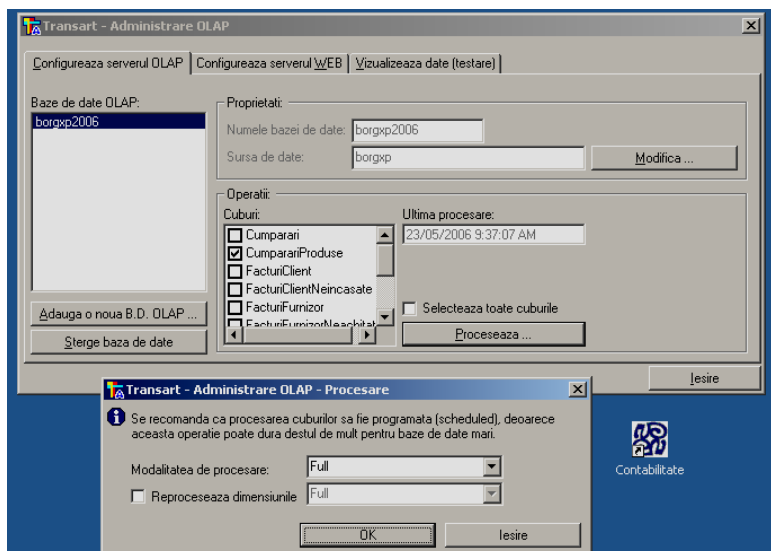 Transart - Administrare OLAP
Configureaza serverul OLAP
Configureaza serverul WEB
Vizualizeaza date (testare)
Baze de date OLAP:
borgxp2006
Proprietati:
Numele bazei de date: borgxp2006
Sursa de date: borgxp
Modifica ...
Operatii:
Cuburi:
Cumparari
CumparariProduse
FacturiClient
FacturiClientNeincasate
FacturiFurnizor
FacturiFurnizorNeachitat
Ultima procesare:
23/05/2006 9:37:07 AM
Selecteaza toate cuburile
Proceseaza ...
Adauga o noua B.D. OLAP ...
Sterge baza de date
Iesire
Transart - Administrare OLAP - Procesare
Se recomanda ca procesarea cuburilor sa fie programata (scheduled), deoarece
aceasta operatie poate dura destul de mult pentru baze de date mari.
Modalitatea de procesare: Full
Reproceseaza dimensiunile Full
OK
Iesire
Contabilitate